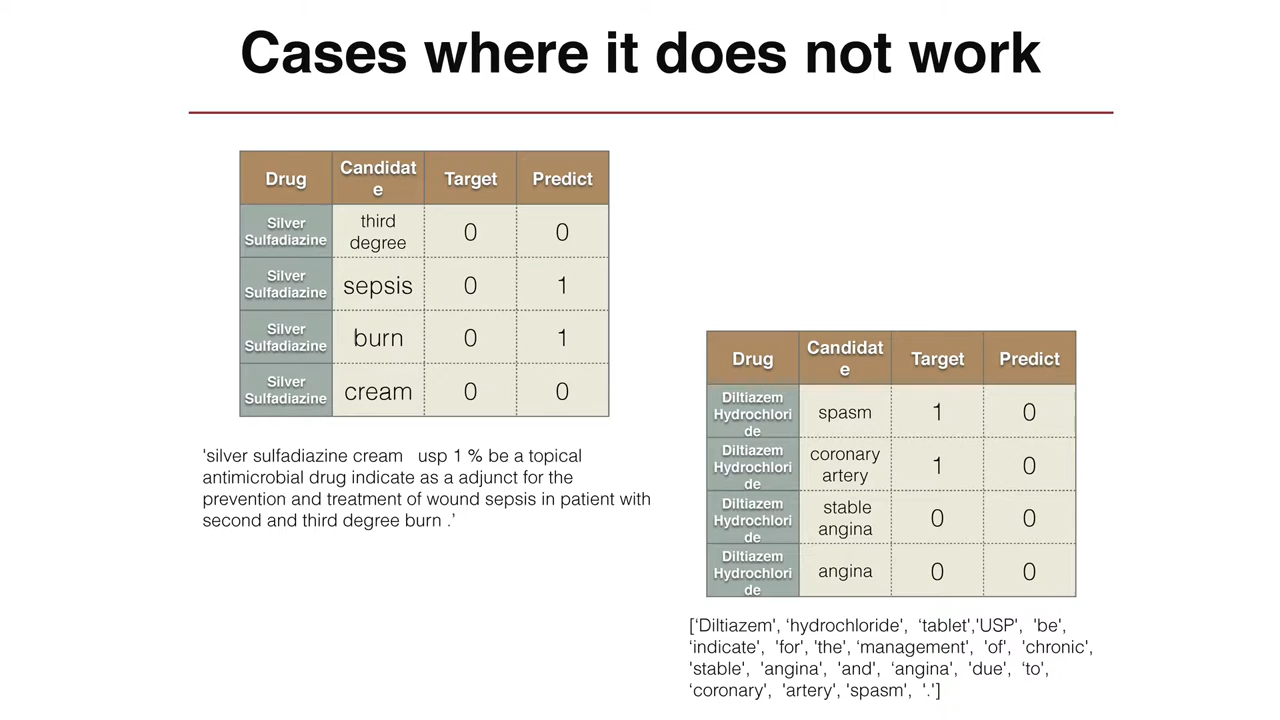 Cases where it does not work
Drug
Candidat
e
Target
Predict
Silver
Sulfadiazine
third
degree
0
0
Silver
Sulfadiazine
sepsis
0
1
Silver
Sulfadiazine
burn
0
1
Silver
Sulfadiazine
cream
0
0
'silver sulfadiazine cream   usp 1 % be a topical
antimicrobial drug indicate as a adjunct for the
prevention and treatment of wound sepsis in patient with
second and third degree burn .’
Drug
Candidat
e
Target
Predict
Diltiazem
Hydrochlori
de
spasm
1
0
Diltiazem
Hydrochlori
de
coronary
artery
1
0
Diltiazem
Hydrochlori
de
stable
angina
0
0
Diltiazem
Hydrochlori
de
angina
0
0
[‘Diltiazem', ‘hydrochloride',  ‘tablet','USP',  'be',
‘indicate',  'for', 'the', ‘management',  'of',  'chronic',
'stable',  'angina',  'and',  ‘angina',  'due',  ‘to',
‘coronary',  'artery', 'spasm',  '.']